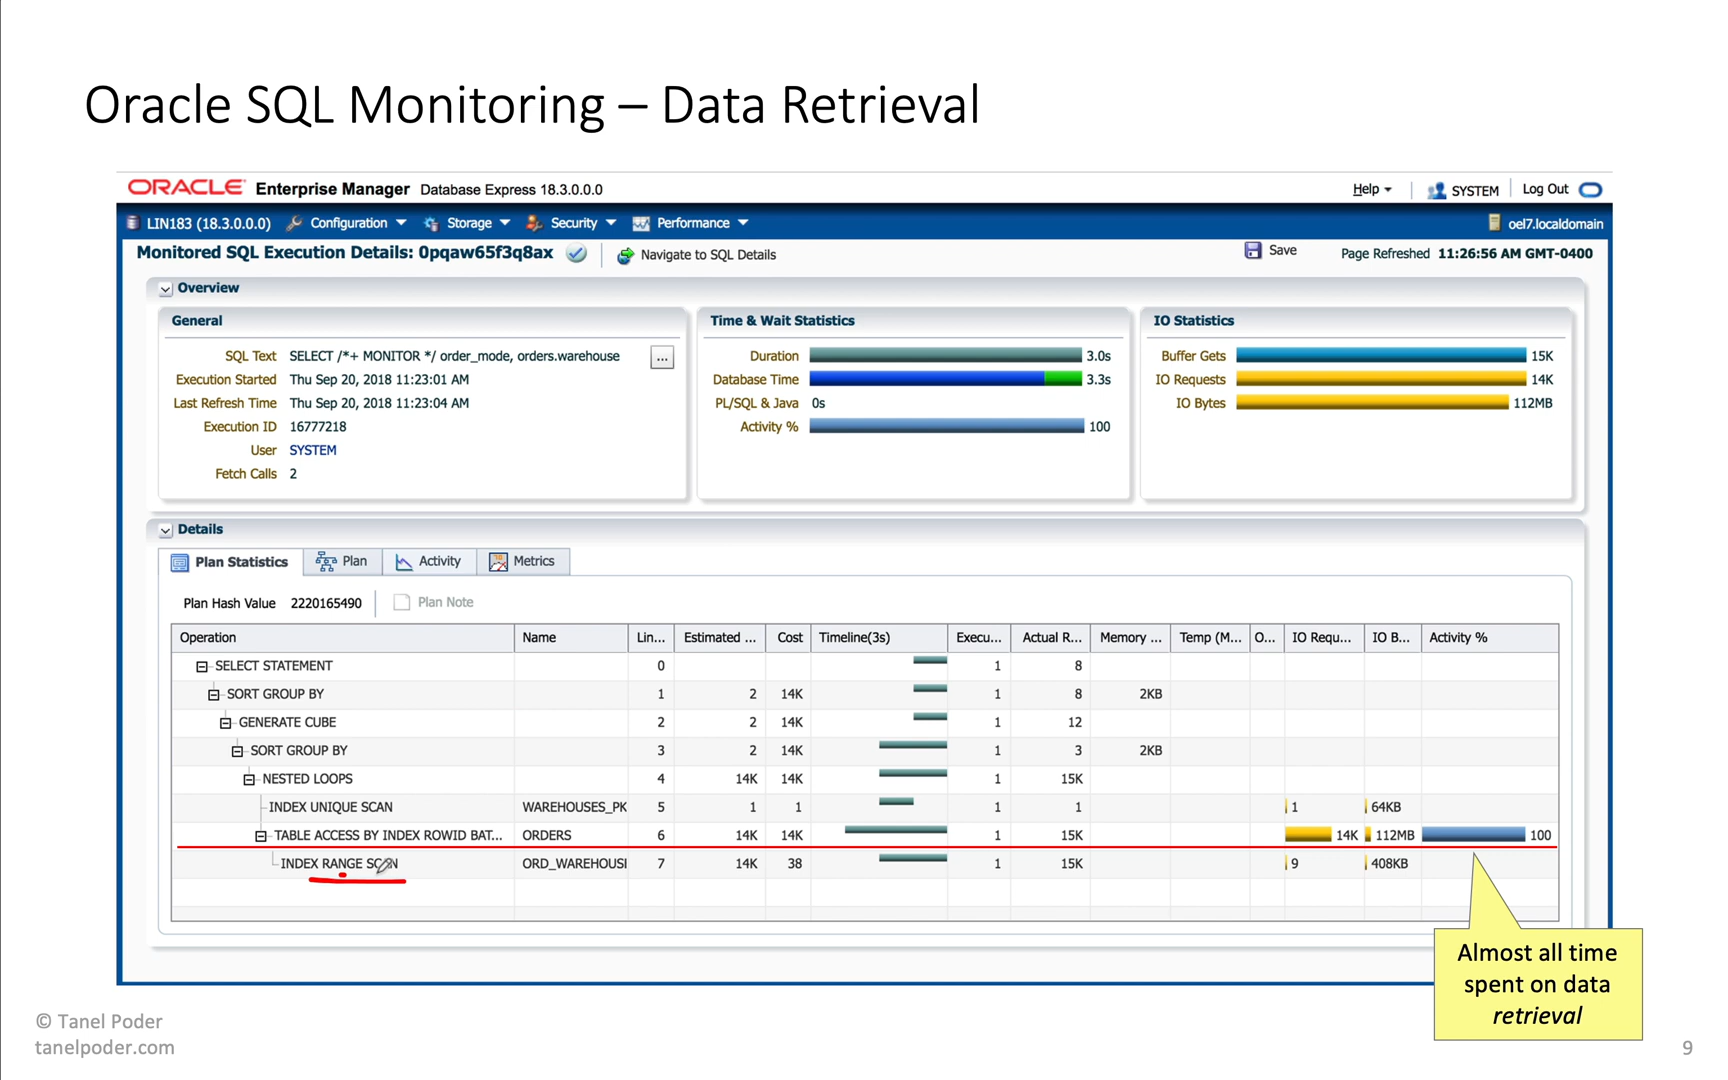 Oracle SQL Monitoring – Data Retrieval
ORACLE Enterprise Manager Database Express 18.3.0.0.0 Help SYSTEM Log Out
LIN183 (18.3.0.0.0) Configuration Storage Security Performance oel7.localdomain
Monitored SQL Execution Details: 0pqaw65f3q8ax Navigate to SQL Details Save Page Refreshed 11:26:56 AM GMT-0400
Overview
General
SQL Text SELECT /*+ MONITOR */ order_mode, orders.warehouse ...
Execution Started Thu Sep 20, 2018 11:23:01 AM
Last Refresh Time Thu Sep 20, 2018 11:23:04 AM
Execution ID 16777218
User SYSTEM
Fetch Calls 2
Time & Wait Statistics
Duration 3.0s
Database Time 3.3s
PL/SQL & Java 0s
Activity % 100
IO Statistics
Buffer Gets 15K
IO Requests 14K
IO Bytes 112MB
Details
Plan Statistics Plan Activity Metrics
Plan Hash Value 2220165490 Plan Note
Operation Name Lin... Estimated ... Cost Timeline(3s) Execu... Actual R... Memory ... Temp (M... O... IO Requ... IO B... Activity %
SELECT STATEMENT 0 1 8
SORT GROUP BY 1 2 14K 1 8 2KB
GENERATE CUBE 2 2 14K 1 12
SORT GROUP BY 3 2 14K 1 3 2KB
NESTED LOOPS 4 14K 14K 1 15K
INDEX UNIQUE SCAN WAREHOUSES_PK 5 1 1 1 1 1 64KB
TABLE ACCESS BY INDEX ROWID BAT... ORDERS 6 14K 14K 1 15K 14K 112MB 100
INDEX RANGE SCAN ORD_WAREHOUSI 7 14K 38 1 15K 9 408KB
Almost all time
spent on data
retrieval
© Tanel Poder
tanelpoder.com
9